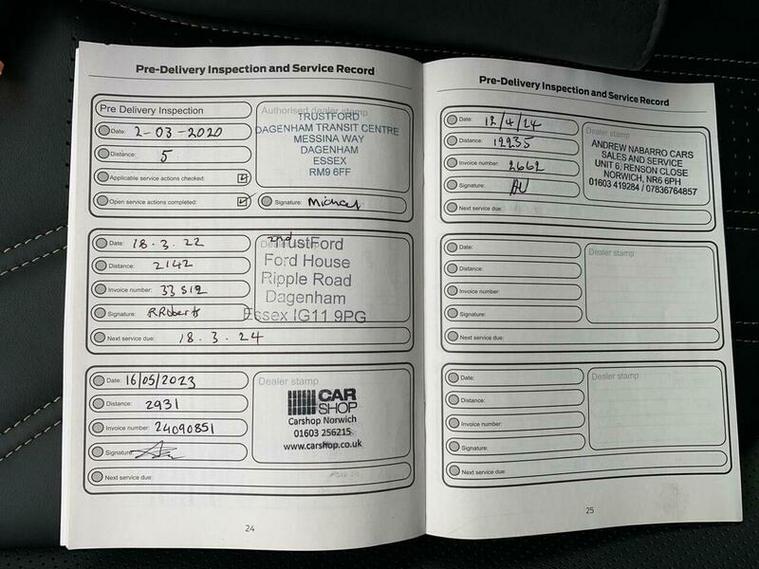 Pre-Delivery Inspection and Service Record
Pre Delivery Inspection
Date: 2-03-2020
Distance: 5
Applicable service actions checked:
Open service actions completed:
Authorised dealer stamp
TRUSTFORD
DAGENHAM TRANSIT CENTRE
MESSINA WAY
DAGENHAM
ESSEX
RM9 6FF
Signature: Michael
Date: 18.3.22
Distance: 2142
Invoice number: 33512
Signature: RRoberts
Next service due: 18.3.24
TrustFord
Ford House
Ripple Road
Dagenham
Essex IG11 9PG
Date: 16/05/2023
Distance: 2931
Invoice number: 24090851
Signature:
Next service due:
Dealer stamp
CAR
SHOP
Carshop Norwich
01603 256215
www.carshop.co.uk
24
Pre-Delivery Inspection and Service Record
Date: 12/4/24
Distance: 12235
Invoice number: 2662
Signature:
Next service due:
Dealer stamp
ANDREW NABARRO CARS
SALES AND SERVICE
UNIT 6, RENSON CLOSE
NORWICH, NR6 6PH
01603 419284 / 07836764857
Date:
Distance:
Invoice number:
Signature:
Next service due:
Dealer stamp
Date:
Distance:
Invoice number:
Signature:
Next service due:
Dealer stamp
25